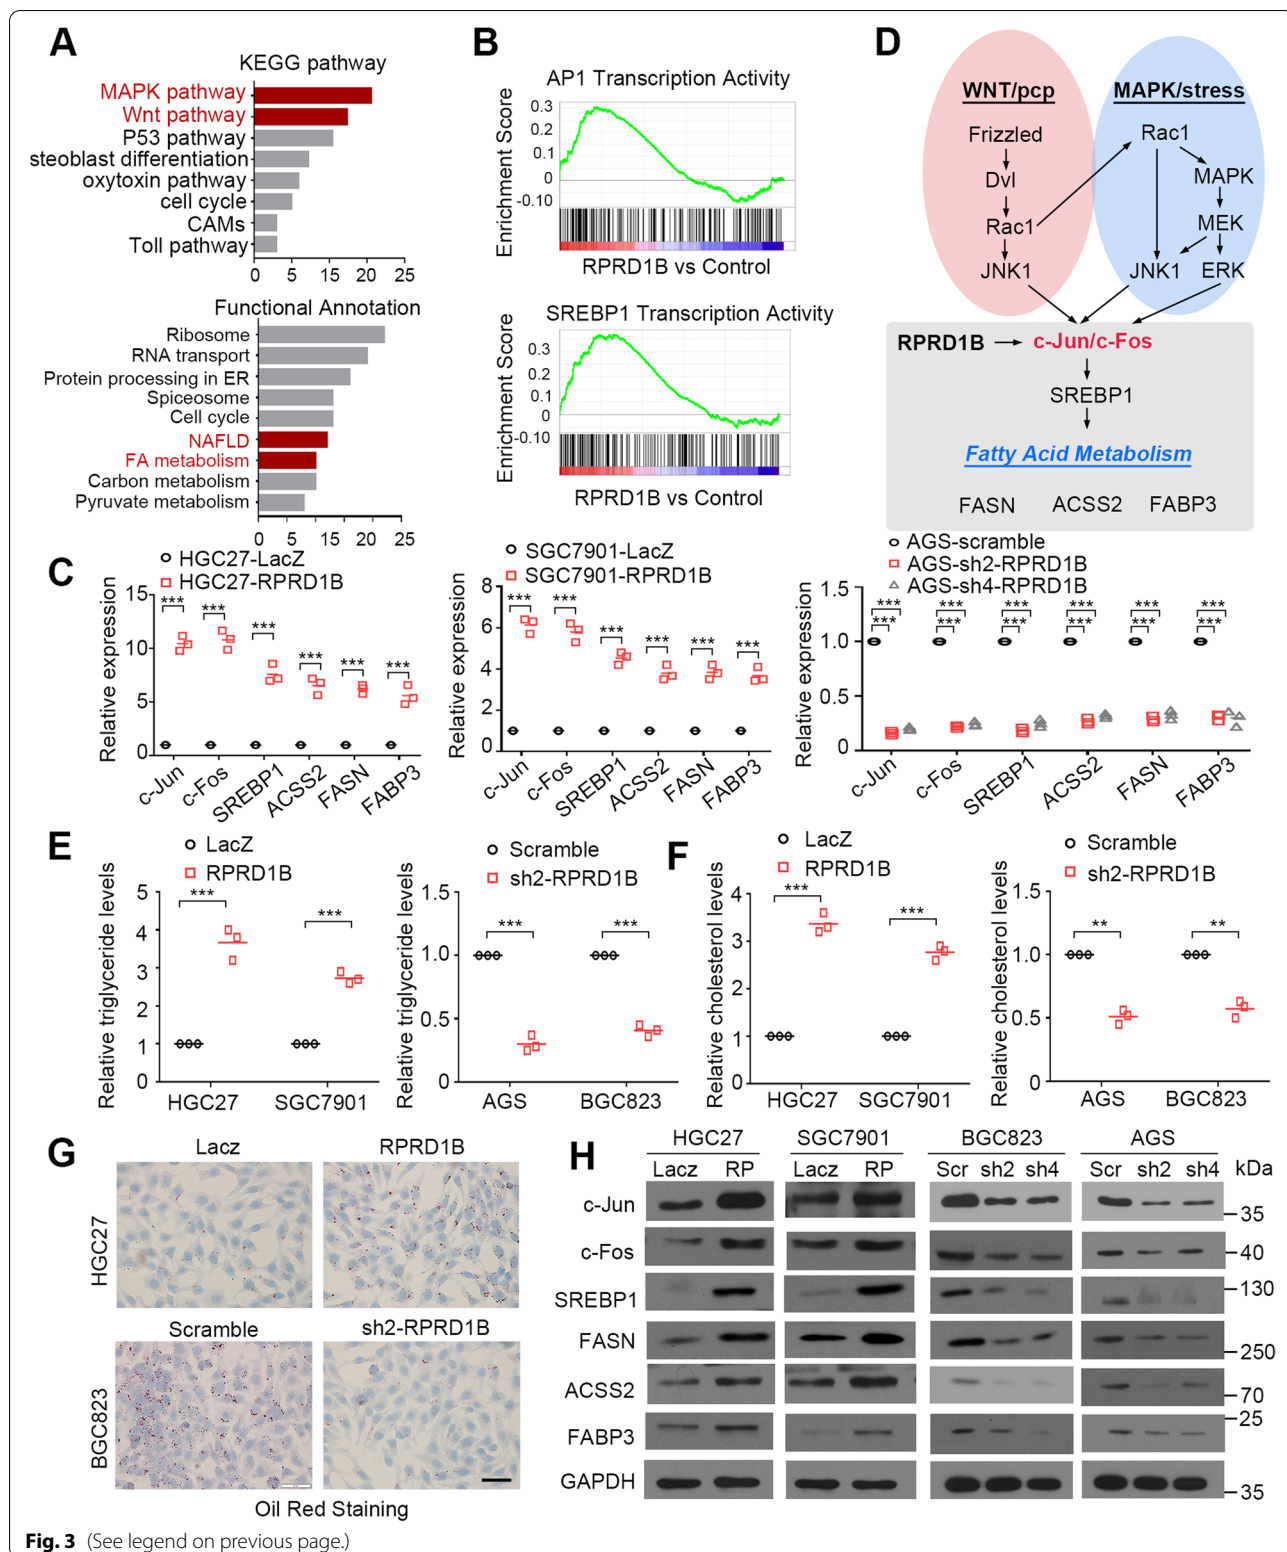 A
KEGG pathway
MAPK pathway
Wnt pathway
P53 pathway
steoblast differentiation
oxytoxin pathway
cell cycle
CAMs
Toll pathway
0 5 10 15 20 25
Functional Annotation
Ribosome
RNA transport
Protein processing in ER
Spiceosome
Cell cycle
NAFLD
FA metabolism
Carbon metabolism
Pyruvate metabolism
0 5 10 15 20 25
B
AP1 Transcription Activity
Enrichment Score
0.3
0.2
0.1
0
-0.10
RPRD1B vs Control
SREBP1 Transcription Activity
Enrichment Score
0.3
0.2
0.1
0
-0.10
RPRD1B vs Control
D
WNT/pcp
MAPK/stress
Frizzled
Dvl
Rac1
JNK1
Rac1
MAPK
MEK
JNK1
ERK
RPRD1B
c-Jun/c-Fos
SREBP1
Fatty Acid Metabolism
FASN ACSS2 FABP3
C
HGC27-LacZ
HGC27-RPRD1B
Relative expression
15
10
5
0
*** *** *** *** *** ***
c-Jun c-Fos SREBP1 ACSS2 FASN FABP3
SGC7901-LacZ
SGC7901-RPRD1B
Relative expression
8
6
4
2
0
*** *** *** *** *** ***
c-Jun c-Fos SREBP1 ACSS2 FASN FABP3
AGS-scramble
AGS-sh2-RPRD1B
AGS-sh4-RPRD1B
Relative expression
1.5
1.0
0.5
0
*** *** *** *** *** ***
*** *** *** *** *** ***
c-Jun c-Fos SREBP1 ACSS2 FASN FABP3
E
LacZ
RPRD1B
Relative triglyceride levels
5
4
3
2
1
0
*** ***
HGC27 SGC7901
Scramble
sh2-RPRD1B
Relative triglyceride levels
1.5
1.0
0.5
0
*** ***
AGS BGC823
F
LacZ
RPRD1B
Relative cholesterol levels
4
3
2
1
0
*** ***
HGC27 SGC7901
Scramble
sh2-RPRD1B
Relative cholesterol levels
1.5
1.0
0.5
0
** **
AGS BGC823
G
Lacz RPRD1B
HGC27
Scramble sh2-RPRD1B
BGC823
Oil Red Staining
H
HGC27 SGC7901 BGC823 AGS
Lacz RP Lacz RP Scr sh2 sh4 Scr sh2 sh4 kDa
c-Jun 35
c-Fos 40
SREBP1 130
FASN 250
ACSS2 70
FABP3 25
GAPDH 35
Fig. 3 (See legend on previous page.)